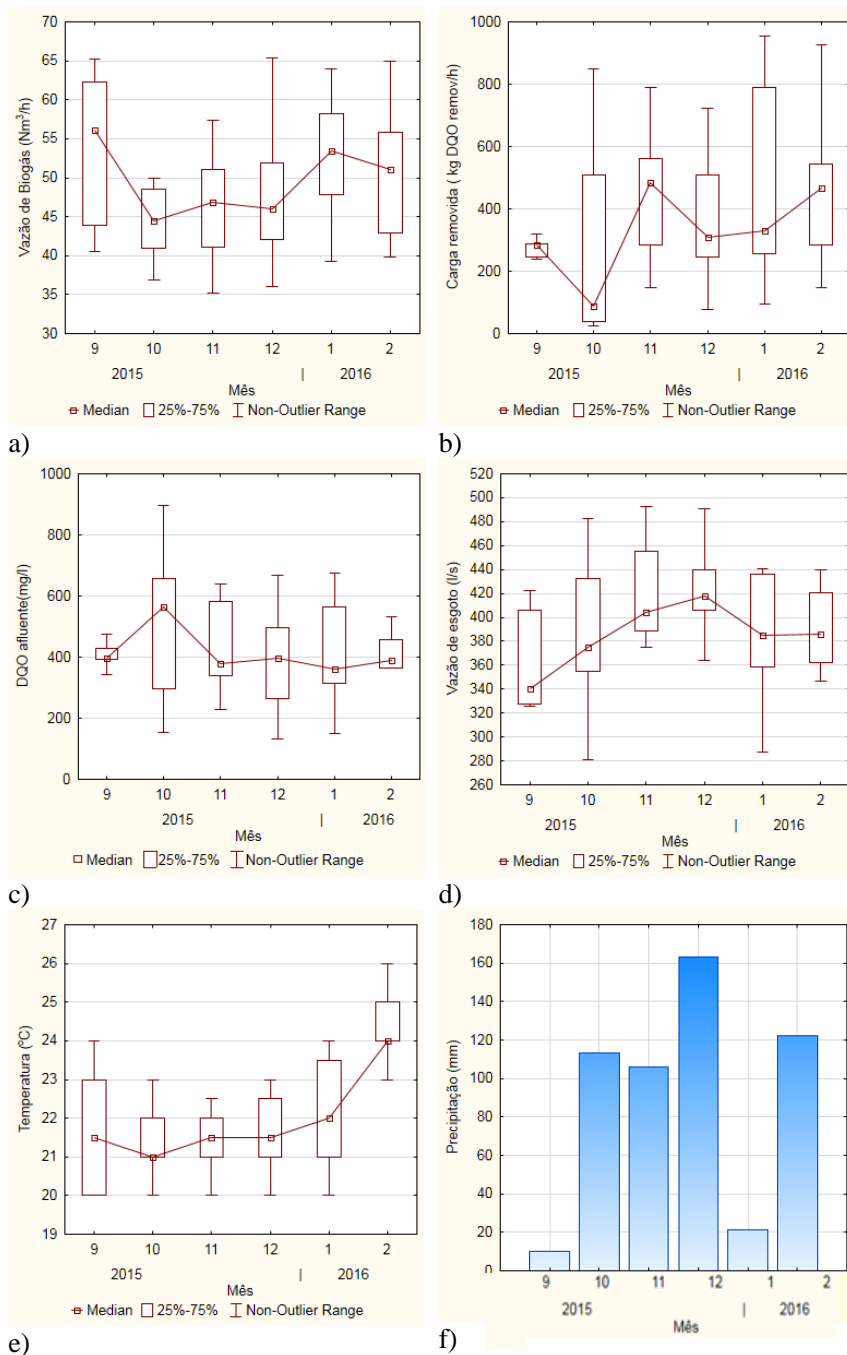 70
65
60
55
50
45
40
35
30
Vazão de Biogás (Nm³/h)
9 10 11 12 1 2
2015 | 2016
Mês
Median 25%-75% Non-Outlier Range
a)
1000
800
600
400
200
0
Carga removida ( kg DQO remov/h)
9 10 11 12 1 2
2015 | 2016
Mês
Median 25%-75% Non-Outlier Range
b)
1000
800
600
400
200
0
DQO afluente(mg/l)
9 10 11 12 1 2
2015 | 2016
Mês
Median 25%-75% Non-Outlier Range
c)
520
500
480
460
440
420
400
380
360
340
320
300
280
260
Vazão de esgoto (l/s)
9 10 11 12 1 2
2015 | 2016
Mês
Median 25%-75% Non-Outlier Range
d)
27
26
25
24
23
22
21
20
19
Temperatura (ºC)
9 10 11 12 1 2
2015 | 2016
Mês
Median 25%-75% Non-Outlier Range
e)
180
160
140
120
100
80
60
40
20
0
Precipitação (mm)
9 10 11 12 1 2
2015 | 2016
Mês
f)